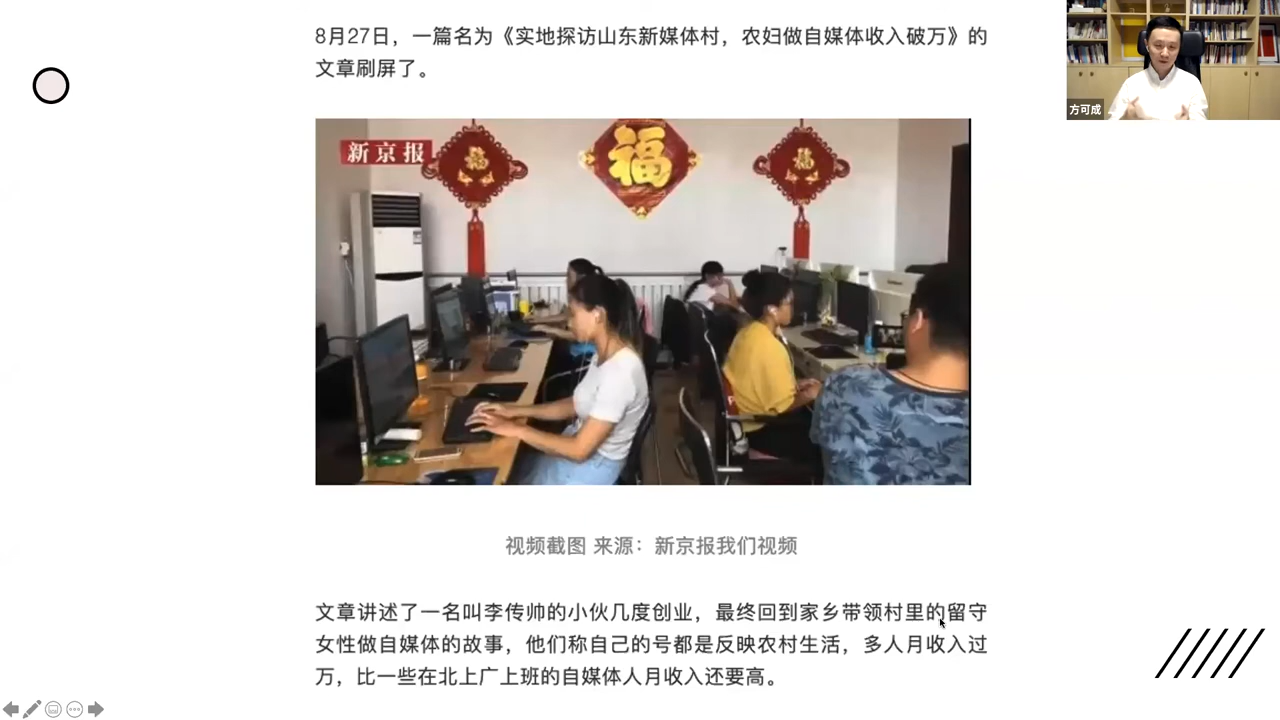 8月27日，一篇名为《实地探访山东新媒体村，农妇做自媒体收入破万》的
文章刷屏了。
方可成
新京报
福
福
福
视频截图 来源：新京报我们视频
文章讲述了一名叫李传帅的小伙几度创业，最终回到家乡带领村里的留守
女性做自媒体的故事，他们称自己的号都是反映农村生活，多人月收入过
万，比一些在北上广上班的自媒体人月收入还要高。